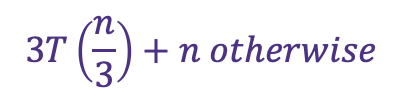 3T(n/3) + n otherwise